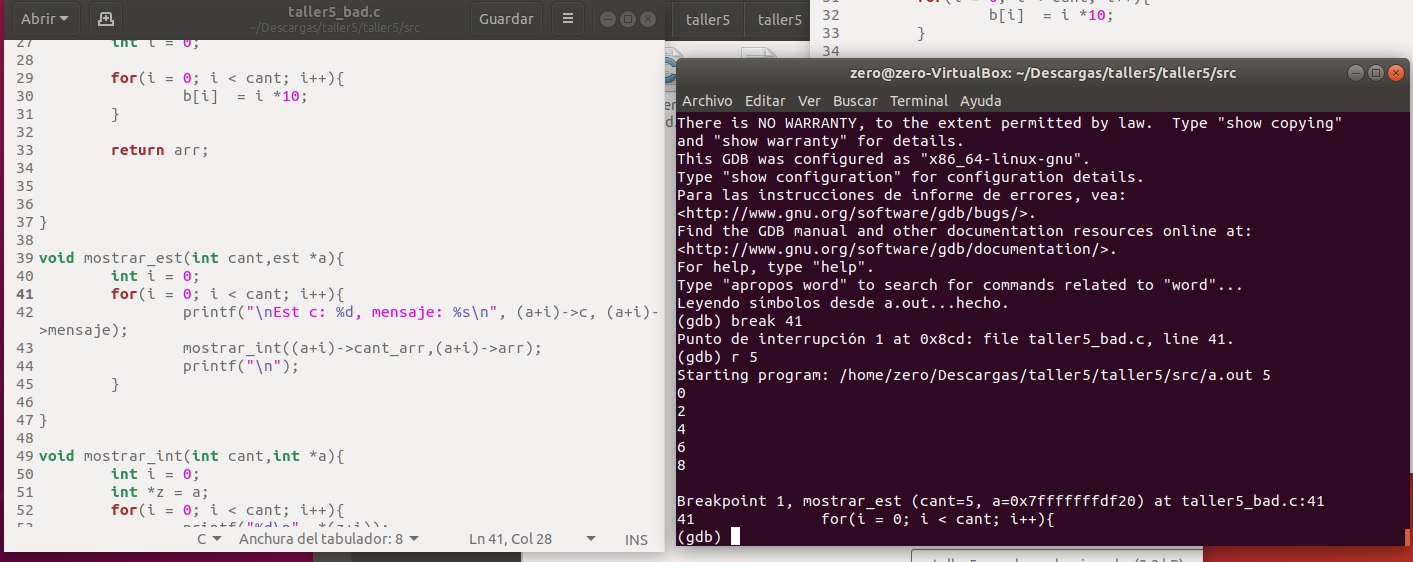 Abrir
taller5_bad.c
~/Descargas/taller5/taller5/src
Guardar
27 int i = 0;
28
29 for(i = 0; i < cant; i++){
30 b[i]  = i *10;
31 }
32
33 return arr;
34
35
36
37 }
38
39 void mostrar_est(int cant,est *a){
40 int i = 0;
41 for(i = 0; i < cant; i++){
42 printf("\nEst c: %d, mensaje: %s\n", (a+i)->c, (a+i)-
>mensaje);
43 mostrar_int((a+i)->cant_arr,(a+i)->arr);
44 printf("\n");
45 }
46
47 }
48
49 void mostrar_int(int cant,int *a){
50 int i = 0;
51 int *z = a;
52 for(i = 0; i < cant; i++){
53 printf("%d\n", *(z+i));
C Anchura del tabulador: 8 Ln 41, Col 28 INS
taller5 taller5
31 for(i = 0; i < cant; i++){
32 b[i]  = i *10;
33 }
34
zero@zero-VirtualBox: ~/Descargas/taller5/taller5/src
Archivo Editar Ver Buscar Terminal Ayuda
There is NO WARRANTY, to the extent permitted by law.  Type "show copying"
and "show warranty" for details.
This GDB was configured as "x86_64-linux-gnu".
Type "show configuration" for configuration details.
Para las instrucciones de informe de errores, vea:
<http://www.gnu.org/software/gdb/bugs/>.
Find the GDB manual and other documentation resources online at:
<http://www.gnu.org/software/gdb/documentation/>.
For help, type "help".
Type "apropos word" to search for commands related to "word"...
Leyendo símbolos desde a.out...hecho.
(gdb) break 41
Punto de interrupción 1 at 0x8cd: file taller5_bad.c, line 41.
(gdb) r 5
Starting program: /home/zero/Descargas/taller5/taller5/src/a.out 5
0
2
4
6
8
Breakpoint 1, mostrar_est (cant=5, a=0x7fffffffdf20) at taller5_bad.c:41
41 for(i = 0; i < cant; i++){
(gdb)